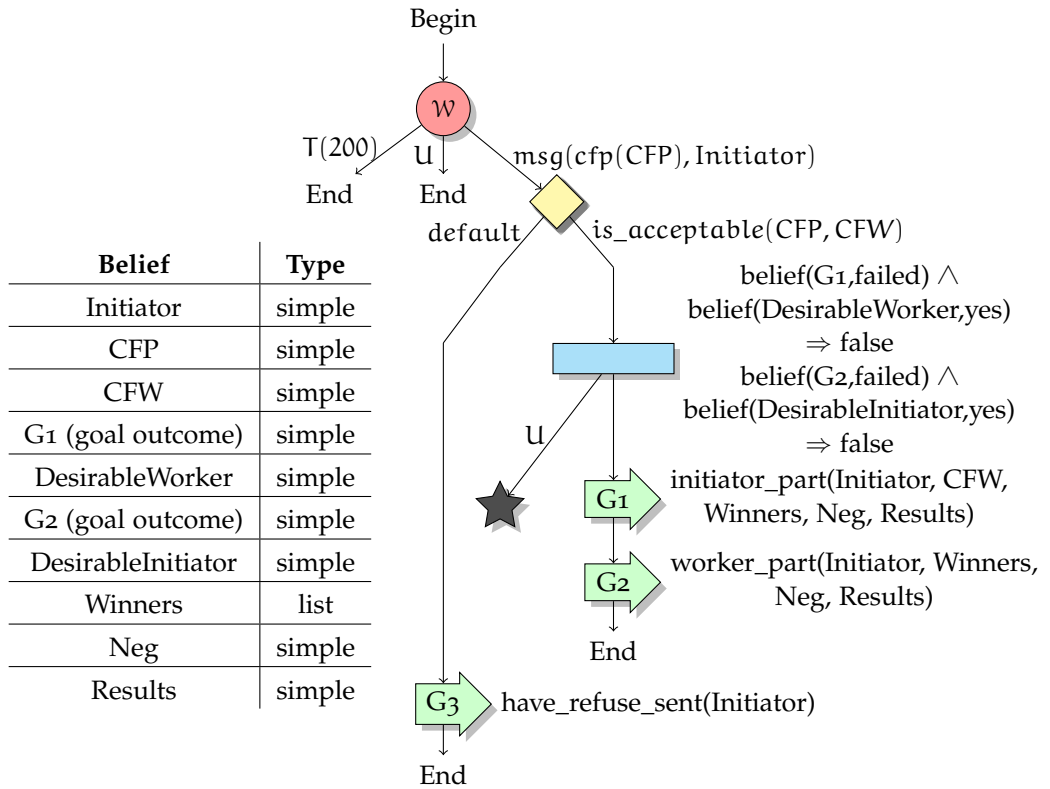 Begin
W
T(200)
U
msg(cfp(CFP), Initiator)
End
End
default
is_acceptable(CFP, CFW)
Belief Type
Initiator simple
CFP simple
CFW simple
G1 (goal outcome) simple
DesirableWorker simple
G2 (goal outcome) simple
DesirableInitiator simple
Winners list
Neg simple
Results simple
belief(G1,failed) ∧
belief(DesirableWorker,yes)
⇒ false
belief(G2,failed) ∧
belief(DesirableInitiator,yes)
⇒ false
U
G1
initiator_part(Initiator, CFW,
Winners, Neg, Results)
G2
worker_part(Initiator, Winners,
Neg, Results)
End
G3
have_refuse_sent(Initiator)
End